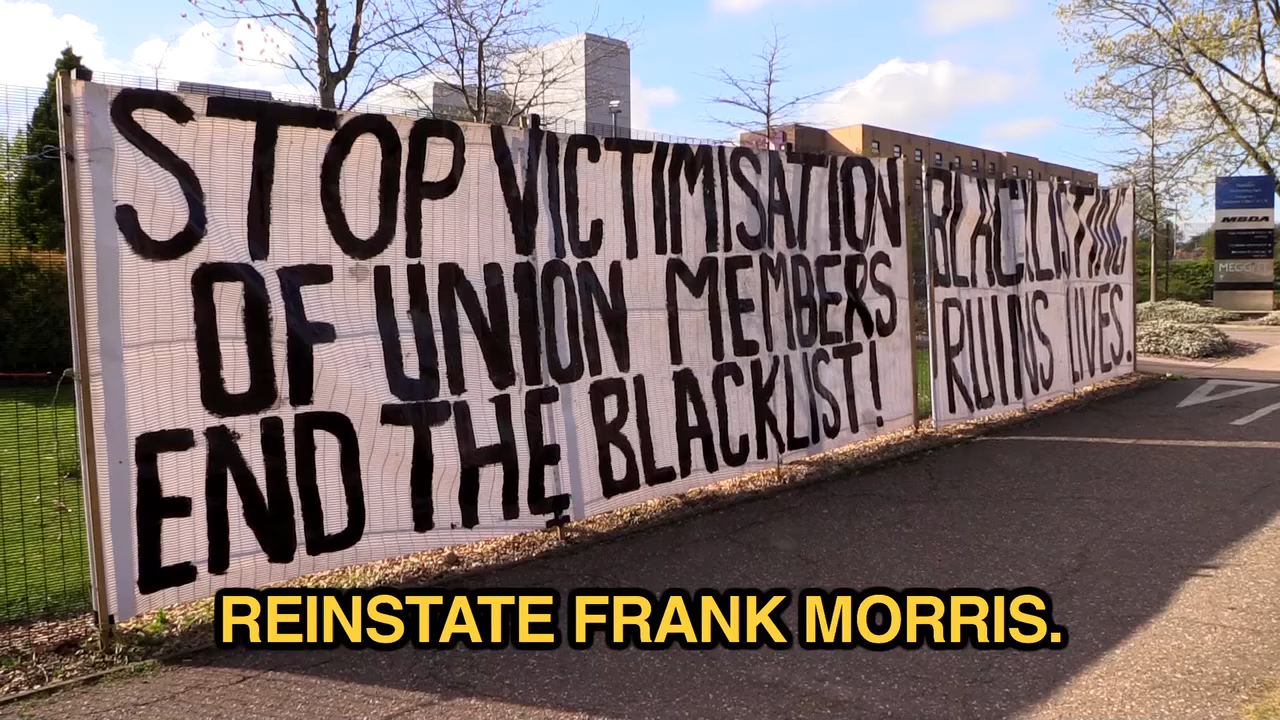 STOP VICTIMISATION
OF UNION MEMBERS
END THE BLACKLIST!
BLACKLISTING
RUINS LIVES.
MBDA
MEGGITT
REINSTATE FRANK MORRIS.